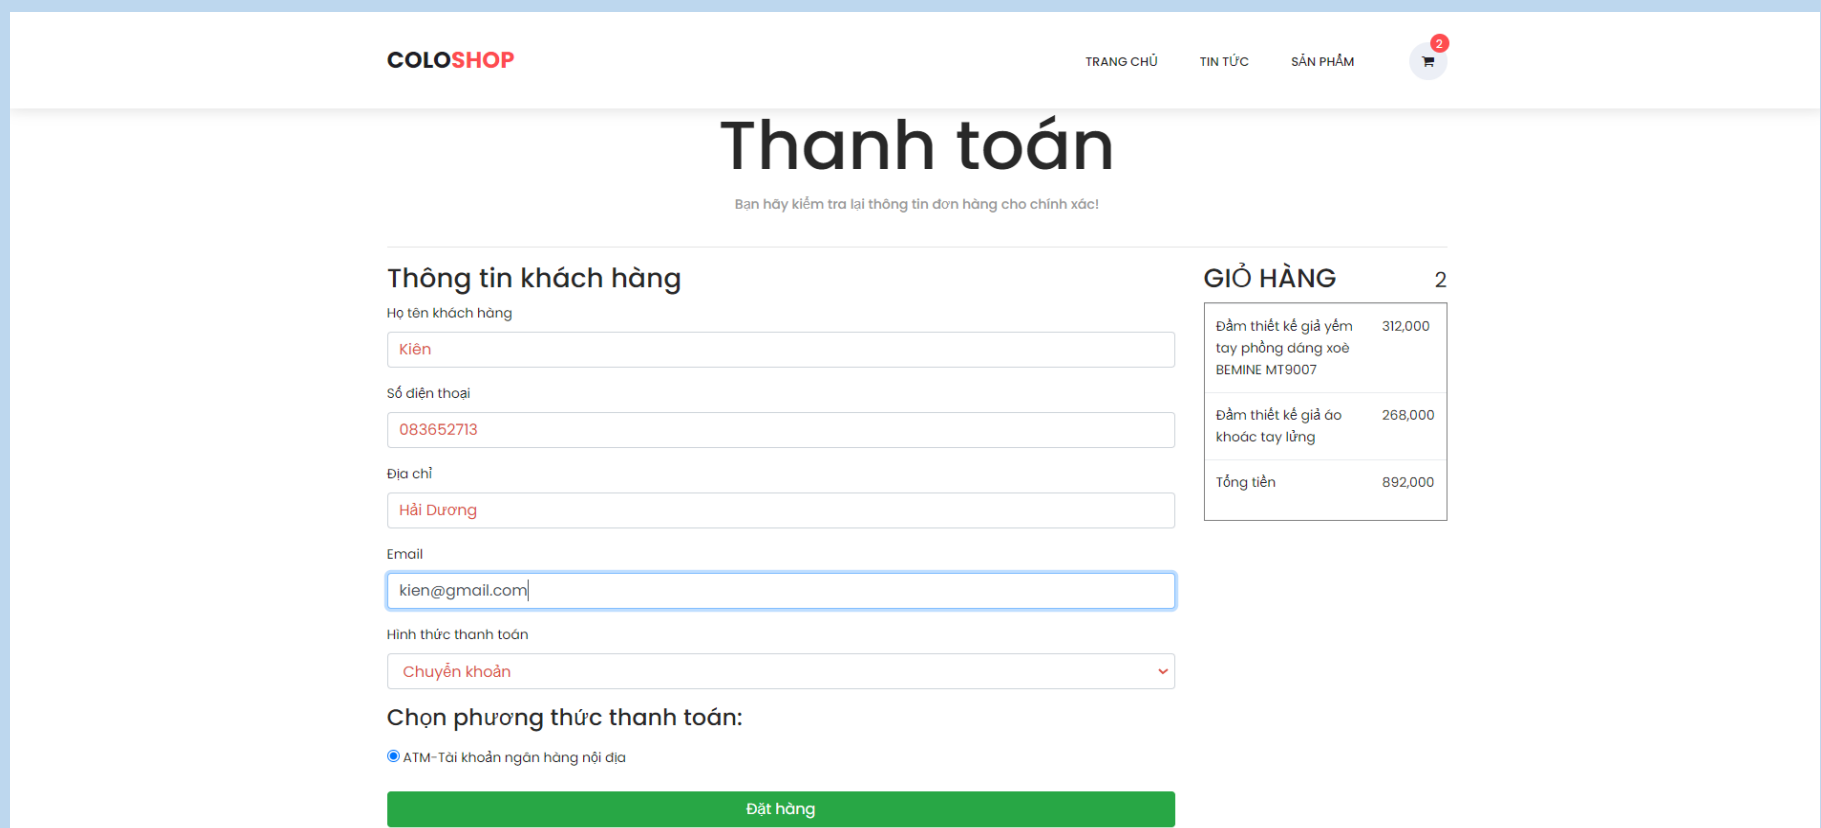 COLOSHOP
TRANG CHỦ
TIN TỨC
SẢN PHẨM
2
Thanh toán
Bạn hãy kiểm tra lại thông tin đơn hàng cho chính xác!
Thông tin khách hàng
Họ tên khách hàng
Kiên
Số điện thoại
083652713
Địa chỉ
Hải Dương
Email
kien@gmail.com
Hình thức thanh toán
Chuyển khoản
Chọn phương thức thanh toán:
ATM-Tài khoản ngân hàng nội địa
Đặt hàng
GIỎ HÀNG 2
Đầm thiết kế giả yếm 312,000
tay phồng dáng xoè
BEMINE MT9007
Đầm thiết kế giả áo 268,000
khoác tay lửng
Tổng tiền 892,000